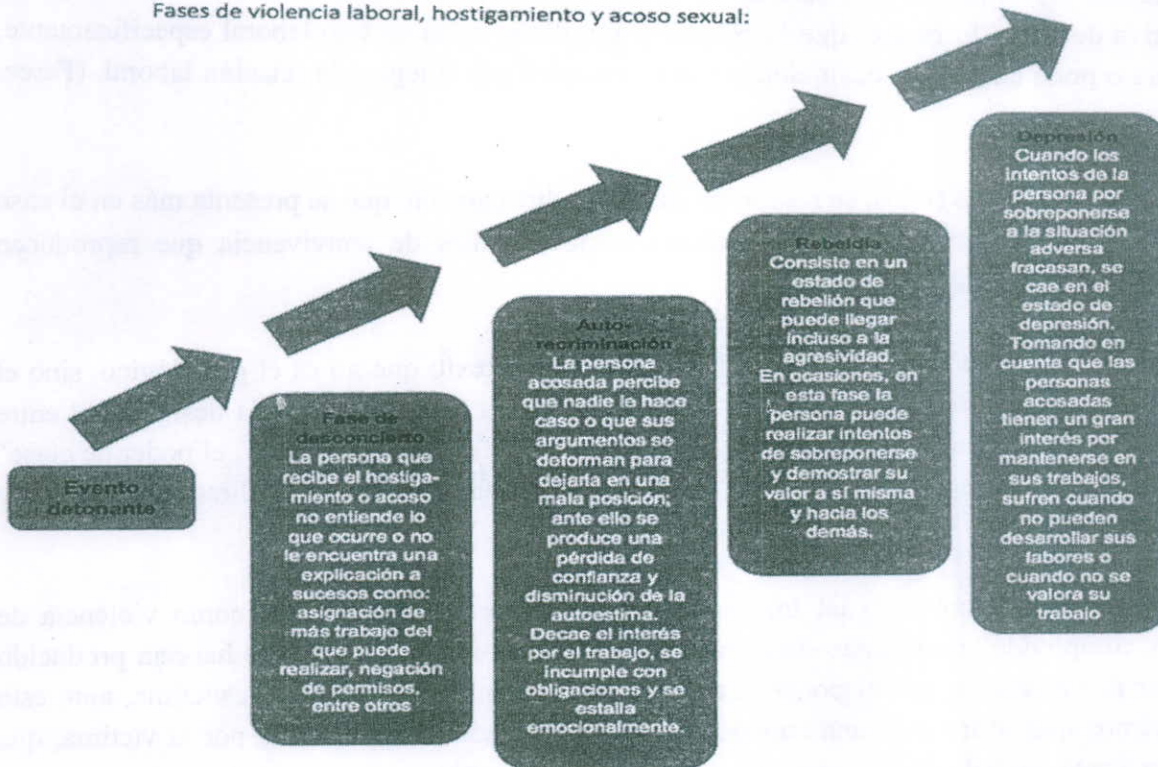 Fases de violencia laboral, hostigamiento y acoso sexual:
Evento
detonante
Fase de
desconcierto
La persona que
recibe el hostiga-
miento o acoso
no entiende lo
que ocurre o no
le encuentra una
explicación a
sucesos como:
asignación de
más trabajo del
que puede
realizar, negación
de permisos,
entre otros
Auto-
recriminación
La persona
acosada percibe
que nadie le hace
caso o que sus
argumentos se
deforman para
dejarla en una
mala posición;
ante ello se
produce una
pérdida de
confianza y
disminución de la
autoestima.
Decae el interés
por el trabajo, se
incumple con
obligaciones y se
estalla
emocionalmente.
Rebeldía
Consiste en un
estado de
rebelión que
puede llegar
incluso a la
agresividad.
En ocasiones, en
esta fase la
persona puede
realizar intentos
de sobreponerse
y demostrar su
valor a sí misma
y hacia los
demás.
Depresión
Cuando los
intentos de la
persona por
sobreponerse
a la situación
adversa
fracasan, se
cae en el
estado de
depresión.
Tomando en
cuenta que las
personas
acosadas
tienen un gran
interés por
mantenerse en
sus trabajos,
sufren cuando
no pueden
desarrollar sus
labores o
cuando no se
valora su
trabajo